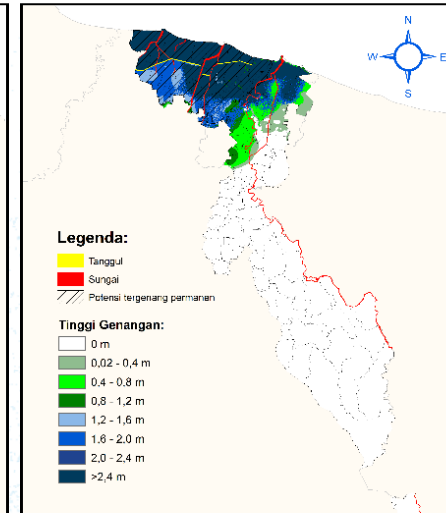 N
W E
S
Legenda:
Tanggul
Sungai
Potensi tergenang permanen
Tinggi Genangan:
0 m
0,02 - 0,4 m
0.4 - 0.8 m
0,8 - 1,2 m
1,2 - 1,6 m
1.6 - 2.0 m
2,0 - 2,4 m
>2,4 m